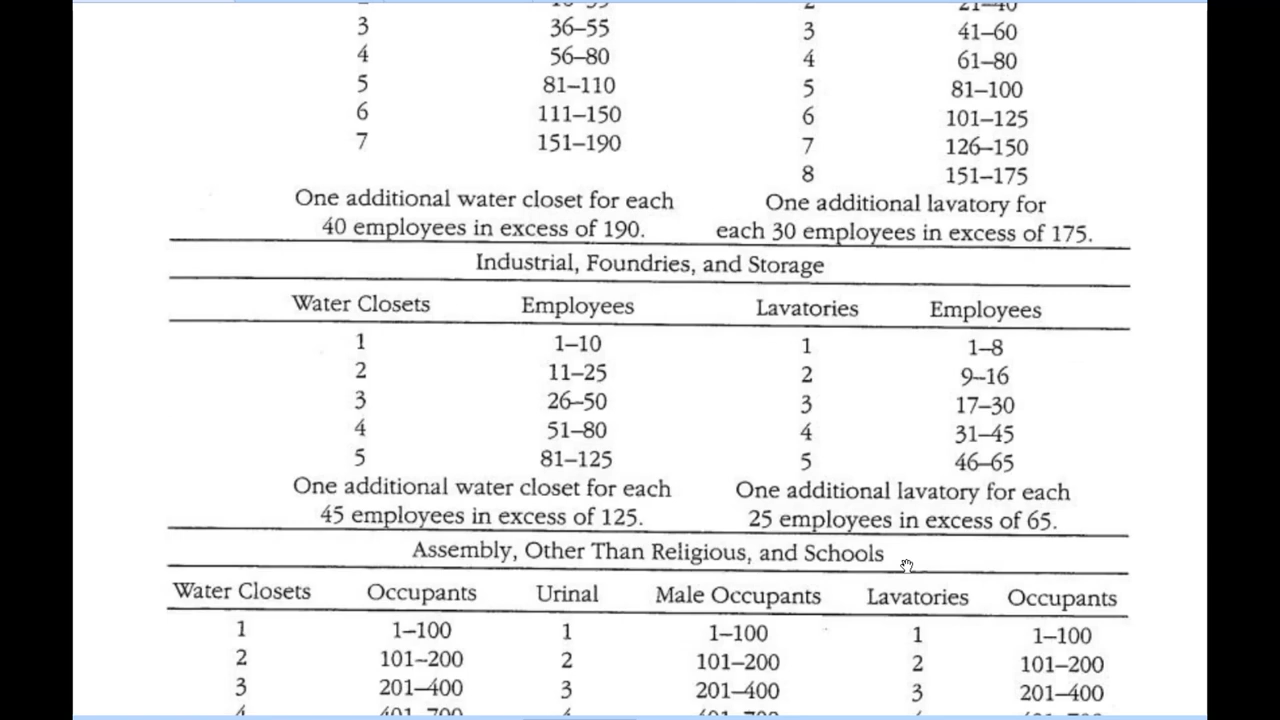 3 36–55 3 41–60
4 56–80 4 61–80
5 81–110 5 81–100
6 111–150 6 101–125
7 151–190 7 126–150
8 151–175
One additional water closet for each One additional lavatory for
40 employees in excess of 190. each 30 employees in excess of 175.
Industrial, Foundries, and Storage
Water Closets Employees Lavatories Employees
1 1–10 1 1–8
2 11–25 2 9–16
3 26–50 3 17–30
4 51–80 4 31–45
5 81–125 5 46–65
One additional water closet for each One additional lavatory for each
45 employees in excess of 125. 25 employees in excess of 65.
Assembly, Other Than Religious, and Schools
Water Closets Occupants Urinal Male Occupants Lavatories Occupants
1 1–100 1 1–100 1 1–100
2 101–200 2 101–200 2 101–200
3 201–400 3 201–400 3 201–400